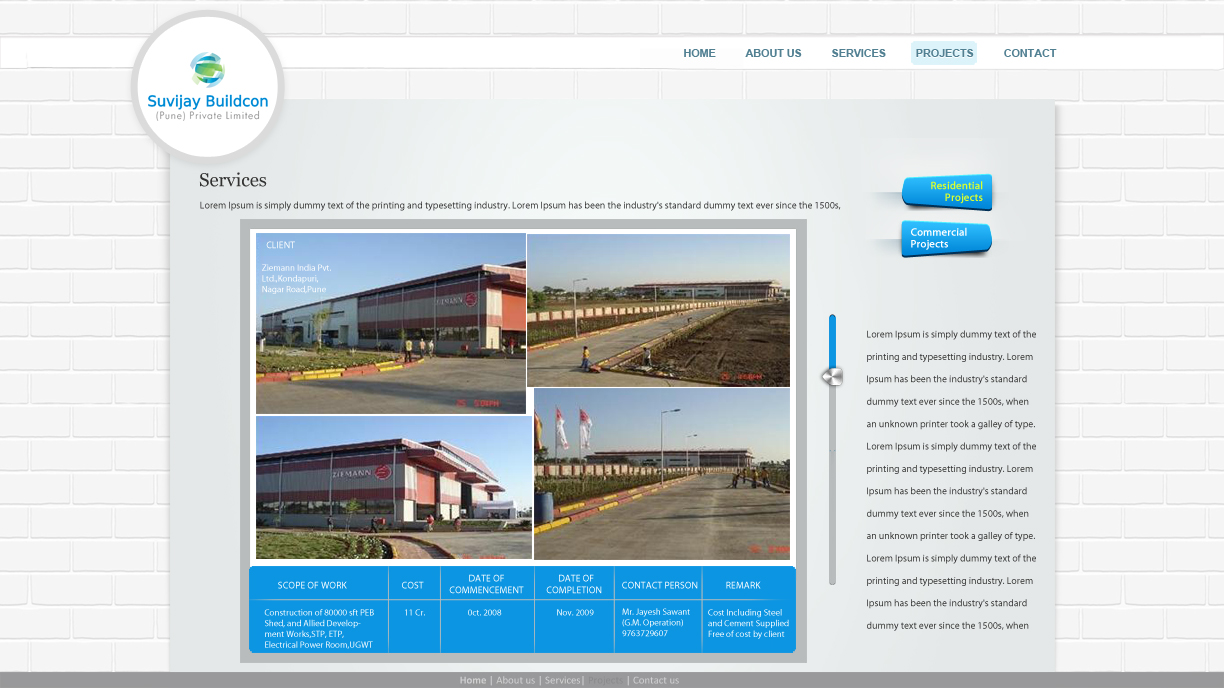 HOME ABOUT US SERVICES PROJECTS CONTACT
Suvijay Buildcon
(Pune) Private Limited
Services
Lorem Ipsum is simply dummy text of the printing and typesetting industry. Lorem Ipsum has been the industry's standard dummy text ever since the 1500s,
Residential
Projects
Commercial
Projects
CLIENT
Ziemann India Pvt.
Ltd.,Kondapuri,
Nagar Road,Pune
ZIEMANN
ZIEMANN
SCOPE OF WORK
COST
DATE OF
COMMENCEMENT
DATE OF
COMPLETION
CONTACT PERSON
REMARK
Construction of 80000 sft PEB
Shed, and Allied Develop-
ment Works,STP, ETP,
Electrical Power Room,UGWT
11 Cr.
Oct. 2008
Nov. 2009
Mr. Jayesh Sawant
(G.M. Operation)
9763729607
Cost Including Steel
and Cement Supplied
Free of cost by client
Lorem Ipsum is simply dummy text of the
printing and typesetting industry. Lorem
Ipsum has been the industry's standard
dummy text ever since the 1500s, when
an unknown printer took a galley of type.
Lorem Ipsum is simply dummy text of the
printing and typesetting industry. Lorem
Ipsum has been the industry's standard
dummy text ever since the 1500s, when
an unknown printer took a galley of type.
Lorem Ipsum is simply dummy text of the
printing and typesetting industry. Lorem
Ipsum has been the industry's standard
dummy text ever since the 1500s, when
Home | About us | Services| Projects | Contact us